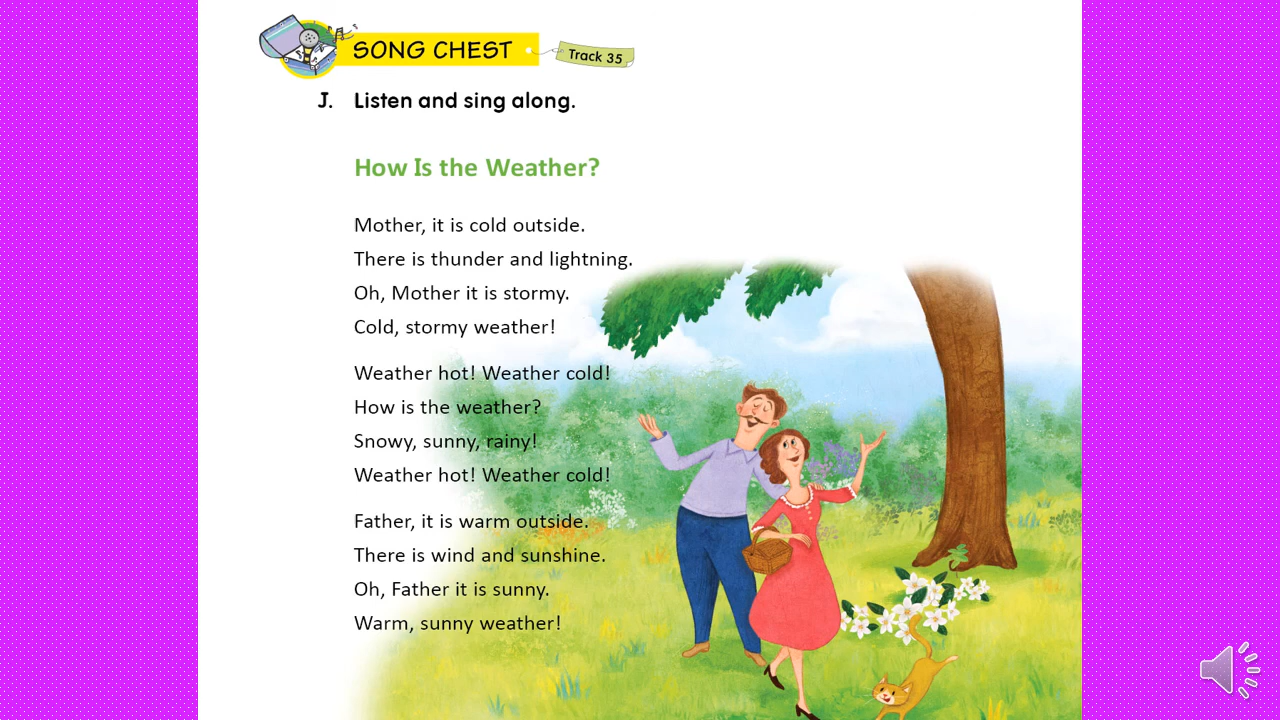 SONG CHEST
Track 35
J. Listen and sing along.
How Is the Weather?
Mother, it is cold outside.
There is thunder and lightning.
Oh, Mother it is stormy.
Cold, stormy weather!
Weather hot! Weather cold!
How is the weather?
Snowy, sunny, rainy!
Weather hot! Weather cold!
Father, it is warm outside.
There is wind and sunshine.
Oh, Father it is sunny.
Warm, sunny weather!